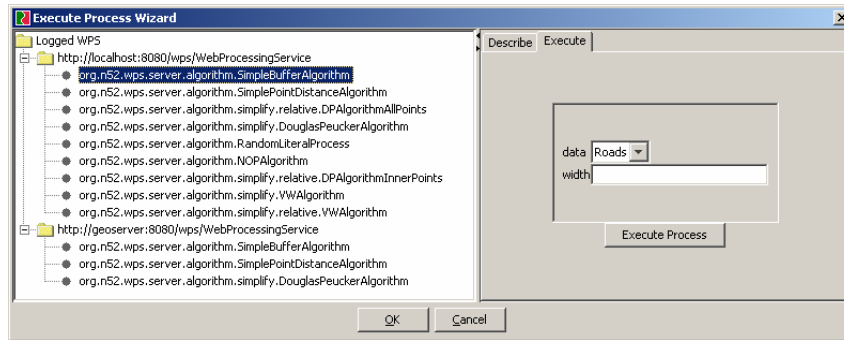 Execute Process Wizard
Logged WPS
http://localhost:8080/wps/WebProcessingService
org.n52.wps.server.algorithm.SimpleBufferAlgorithm
org.n52.wps.server.algorithm.SimplePointDistanceAlgorithm
org.n52.wps.server.algorithm.simplify.relative.DPAlgorithmAllPoints
org.n52.wps.server.algorithm.simplify.DouglasPeuckerAlgorithm
org.n52.wps.server.algorithm.RandomLiteralProcess
org.n52.wps.server.algorithm.NOPAlgorithm
org.n52.wps.server.algorithm.simplify.relative.DPAlgorithmInnerPoints
org.n52.wps.server.algorithm.simplify.VWAlgorithm
org.n52.wps.server.algorithm.simplify.relative.VWAlgorithm
http://geoserver:8080/wps/WebProcessingService
org.n52.wps.server.algorithm.SimpleBufferAlgorithm
org.n52.wps.server.algorithm.SimplePointDistanceAlgorithm
org.n52.wps.server.algorithm.simplify.DouglasPeuckerAlgorithm
Describe Execute
data Roads
width
Execute Process
OK Cancel